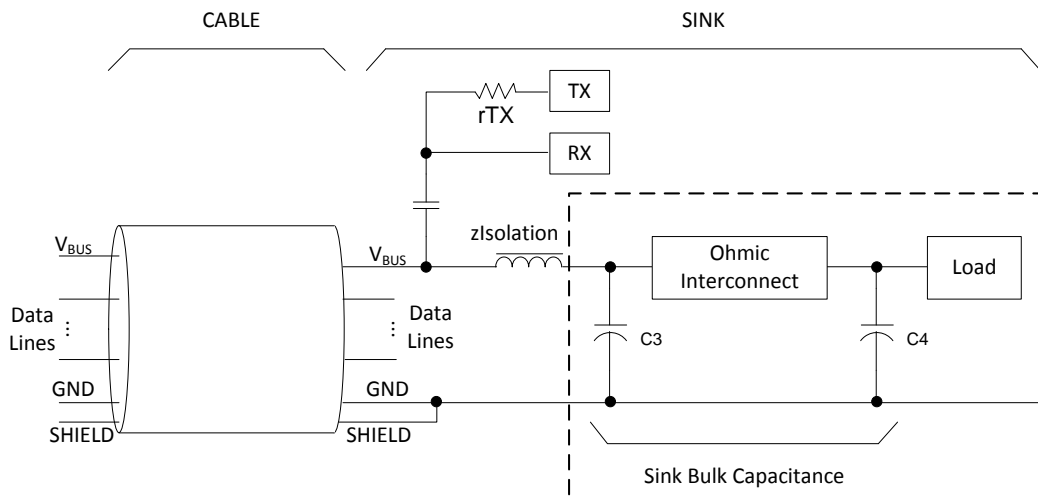 CABLE
SINK
TX
rTX
RX
zIsolation
VBUS
VBUS
Ohmic
Interconnect
Load
Data
Lines
Data
Lines
C3
C4
GND
GND
SHIELD
SHIELD
Sink Bulk Capacitance